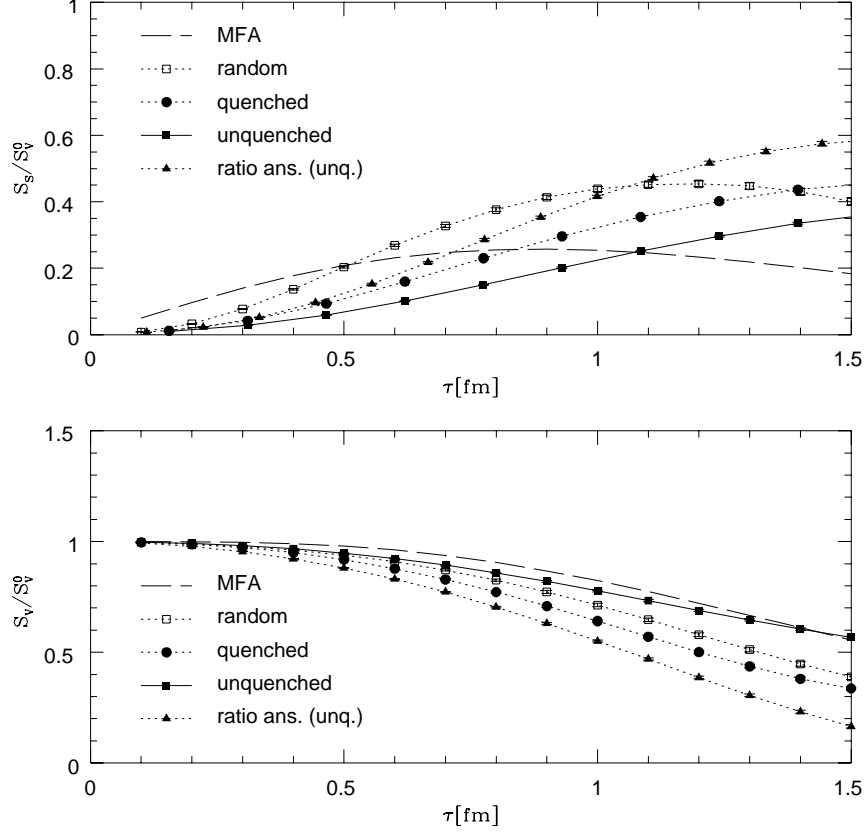 1
0.8
0.6
0.4
0.2
0
S_S/S_V^0
MFA
random
quenched
unquenched
ratio ans. (unq.)
0
0.5
1
1.5
τ[fm]
1.5
1
0.5
0
S_V/S_V^0
MFA
random
quenched
unquenched
ratio ans. (unq.)
0
0.5
1
1.5
τ[fm]